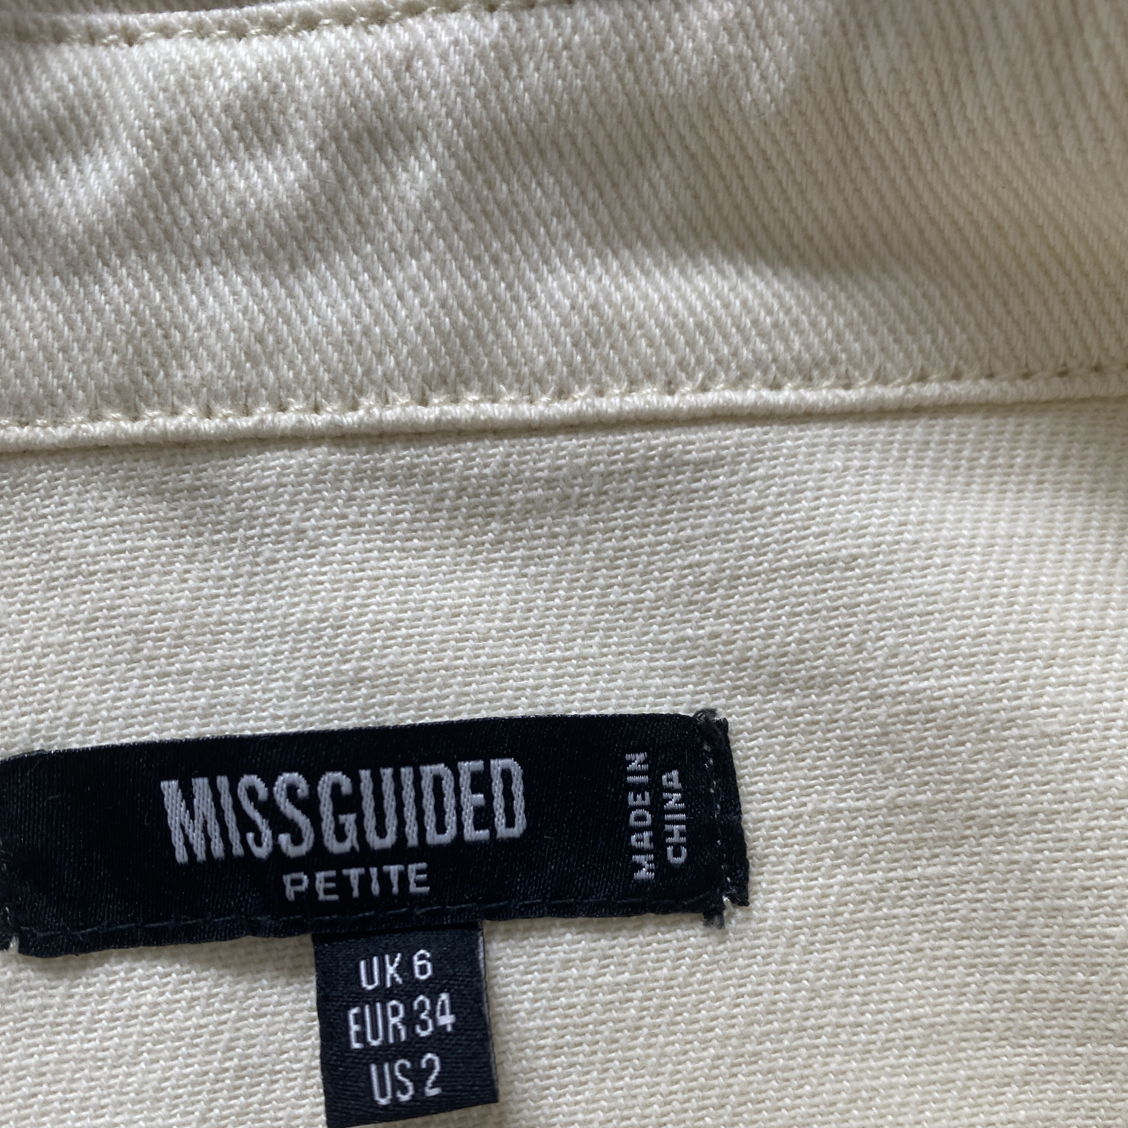 MISSGUIDED
PETITE
MADE IN
CHINA
UK 6
EUR 34
US 2